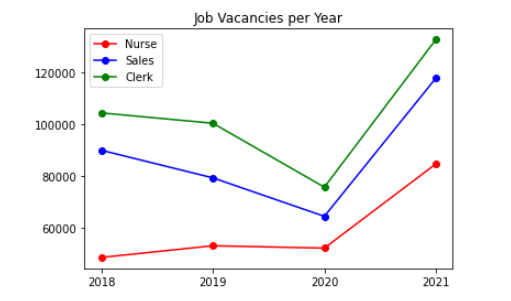 Job Vacancies per Year
Nurse
Sales
Clerk
120000
100000
80000
60000
2018 2019 2020 2021